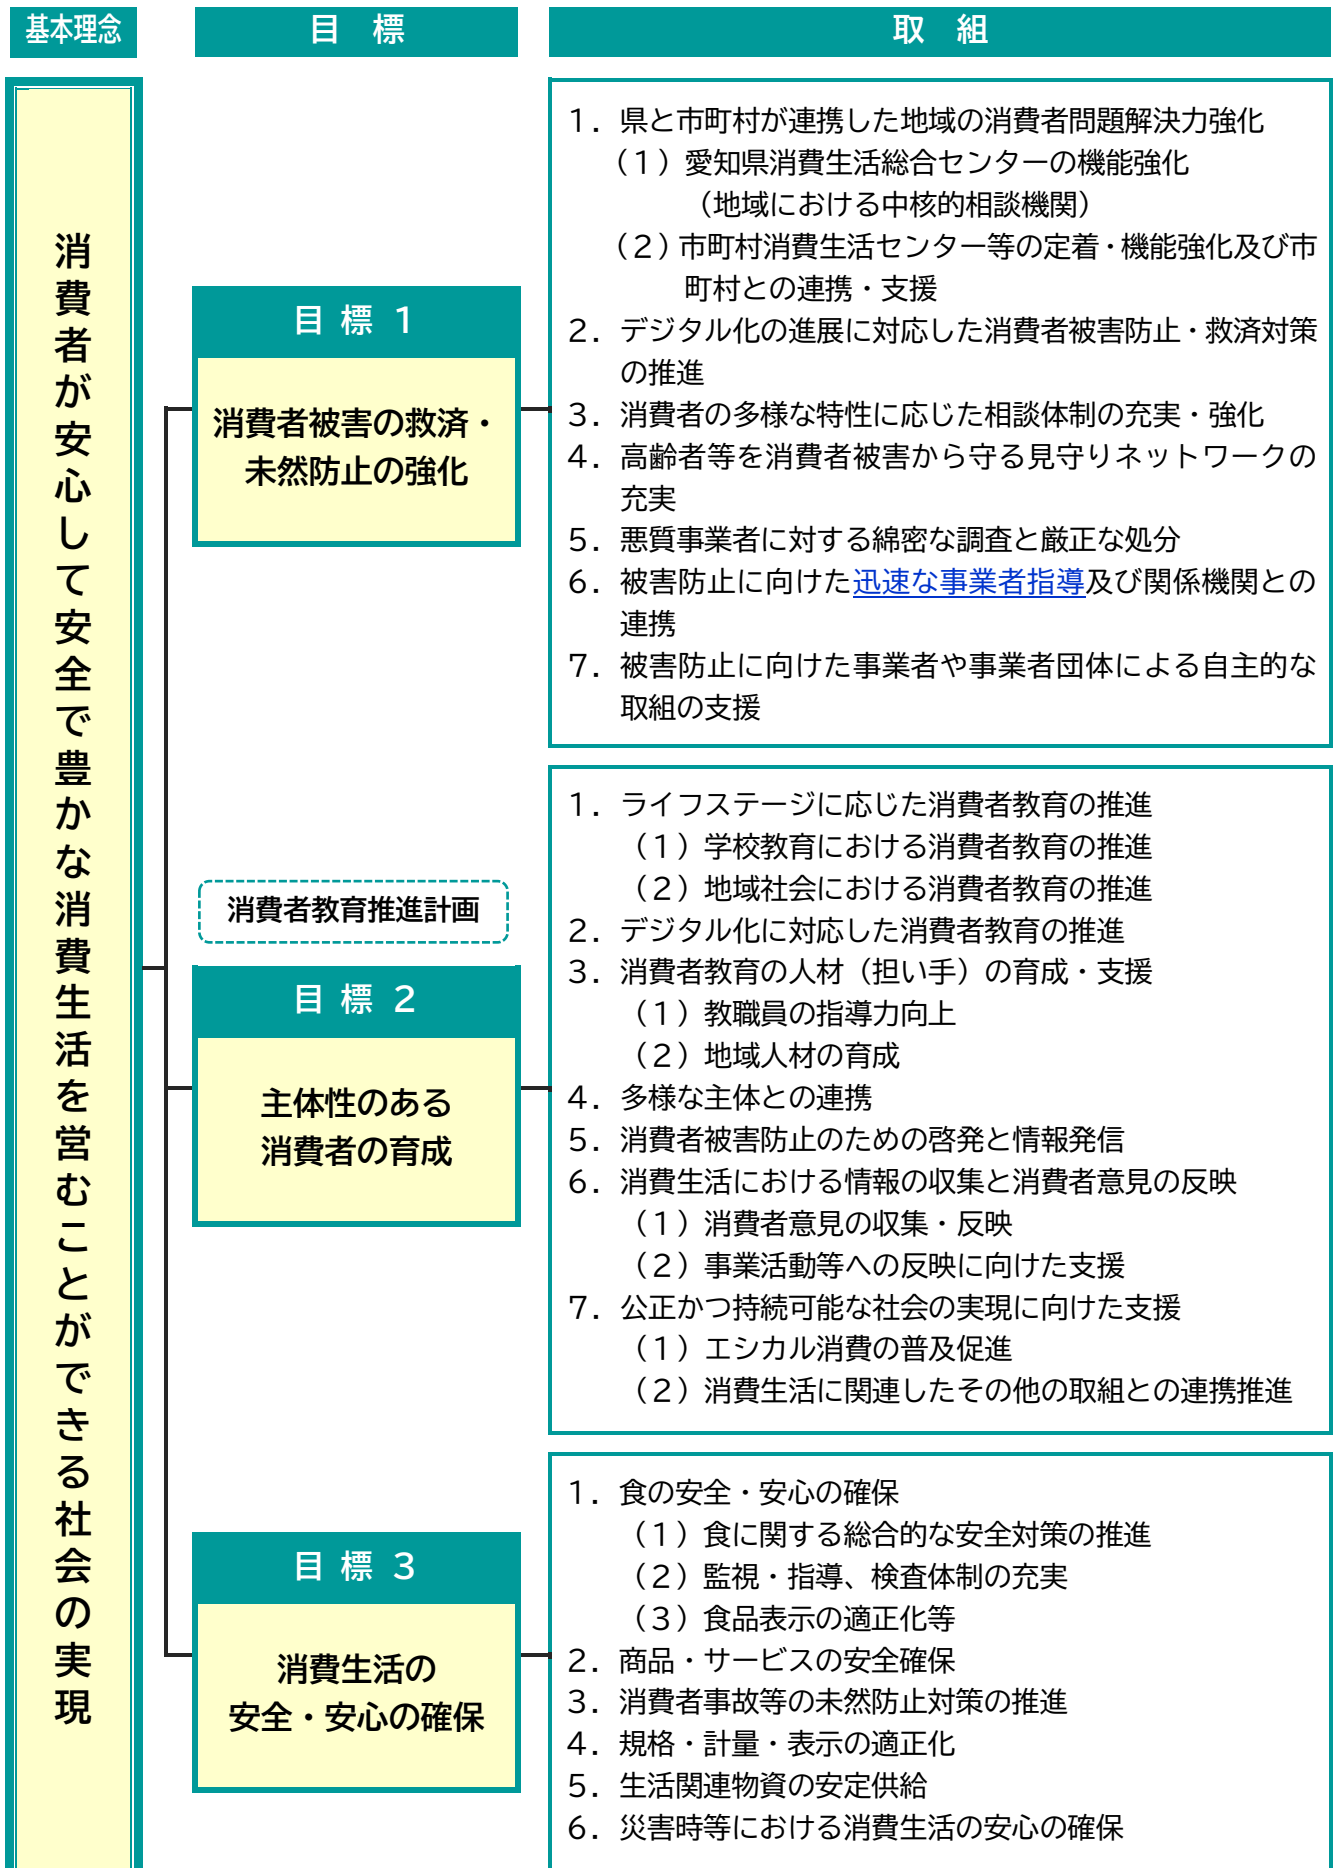 基本理念
目 標
取 組
消費者が安心して安全で豊かな消費生活を営むことができる社会の実現
目 標 1
消費者被害の救済・
未然防止の強化
1. 県と市町村が連携した地域の消費者問題解決力強化
(1)愛知県消費生活総合センターの機能強化
(地域における中核的相談機関)
(2)市町村消費生活センター等の定着・機能強化及び市
町村との連携・支援
2. デジタル化の進展に対応した消費者被害防止・救済対策
の推進
3. 消費者の多様な特性に応じた相談体制の充実・強化
4. 高齢者等を消費者被害から守る見守りネットワークの
充実
5. 悪質事業者に対する綿密な調査と厳正な処分
6. 被害防止に向けた迅速な事業者指導及び関係機関との
連携
7. 被害防止に向けた事業者や事業者団体による自主的な
取組の支援
消費者教育推進計画
目 標 2
主体性のある
消費者の育成
1. ライフステージに応じた消費者教育の推進
(1)学校教育における消費者教育の推進
(2)地域社会における消費者教育の推進
2. デジタル化に対応した消費者教育の推進
3. 消費者教育の人材(担い手)の育成・支援
(1)教職員の指導力向上
(2)地域人材の育成
4. 多様な主体との連携
5. 消費者被害防止のための啓発と情報発信
6. 消費生活における情報の収集と消費者意見の反映
(1)消費者意見の収集・反映
(2)事業活動等への反映に向けた支援
7. 公正かつ持続可能な社会の実現に向けた支援
(1)エシカル消費の普及促進
(2)消費生活に関連したその他の取組との連携推進
目 標 3
消費生活の
安全・安心の確保
1. 食の安全・安心の確保
(1)食に関する総合的な安全対策の推進
(2)監視・指導、検査体制の充実
(3)食品表示の適正化等
2. 商品・サービスの安全確保
3. 消費者事故等の未然防止対策の推進
4. 規格・計量・表示の適正化
5. 生活関連物資の安定供給
6. 災害時等における消費生活の安心の確保